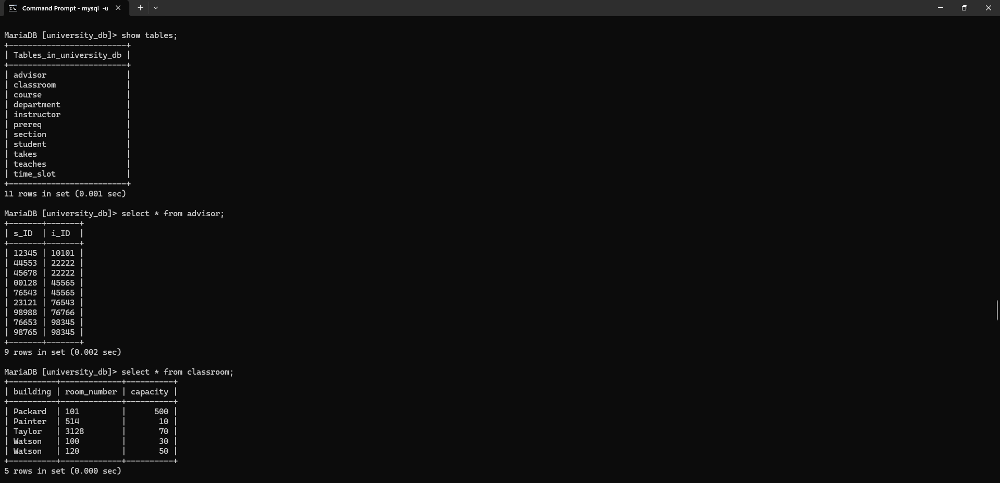 Command Prompt - mysql -u
MariaDB [university_db]> show tables;
+-------------------------+
| Tables_in_university_db |
+-------------------------+
| advisor                 |
| classroom               |
| course                  |
| department              |
| instructor              |
| prereq                  |
| section                 |
| student                 |
| takes                   |
| teaches                 |
| time_slot               |
+-------------------------+
11 rows in set (0.001 sec)
MariaDB [university_db]> select * from advisor;
+-------+-------+
| s_ID  | i_ID  |
+-------+-------+
| 12345 | 10101 |
| 44553 | 22222 |
| 45678 | 22222 |
| 00128 | 45565 |
| 76543 | 45565 |
| 23121 | 76543 |
| 98988 | 76766 |
| 76653 | 98345 |
| 98765 | 98345 |
+-------+-------+
9 rows in set (0.002 sec)
MariaDB [university_db]> select * from classroom;
+----------+-------------+----------+
| building | room_number | capacity |
+----------+-------------+----------+
| Packard  | 101         |      500 |
| Painter  | 514         |       10 |
| Taylor   | 3128        |       70 |
| Watson   | 100         |       30 |
| Watson   | 120         |       50 |
+----------+-------------+----------+
5 rows in set (0.000 sec)